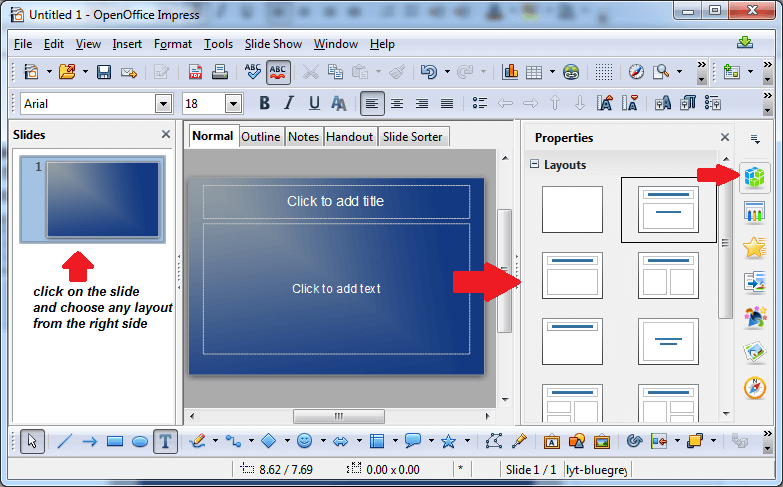 Untitled 1 - OpenOffice Impress
File Edit View Insert Format Tools Slide Show Window Help
ABC ABC
Arial 18 B I U AA
Slides
Normal Outline Notes Handout Slide Sorter
Properties
Layouts
1
Click to add title
Click to add text
click on the slide
and choose any layout
from the right side
T
8.62 / 7.69 0.00 x 0.00 * Slide 1 / 1 lyt-bluegrey